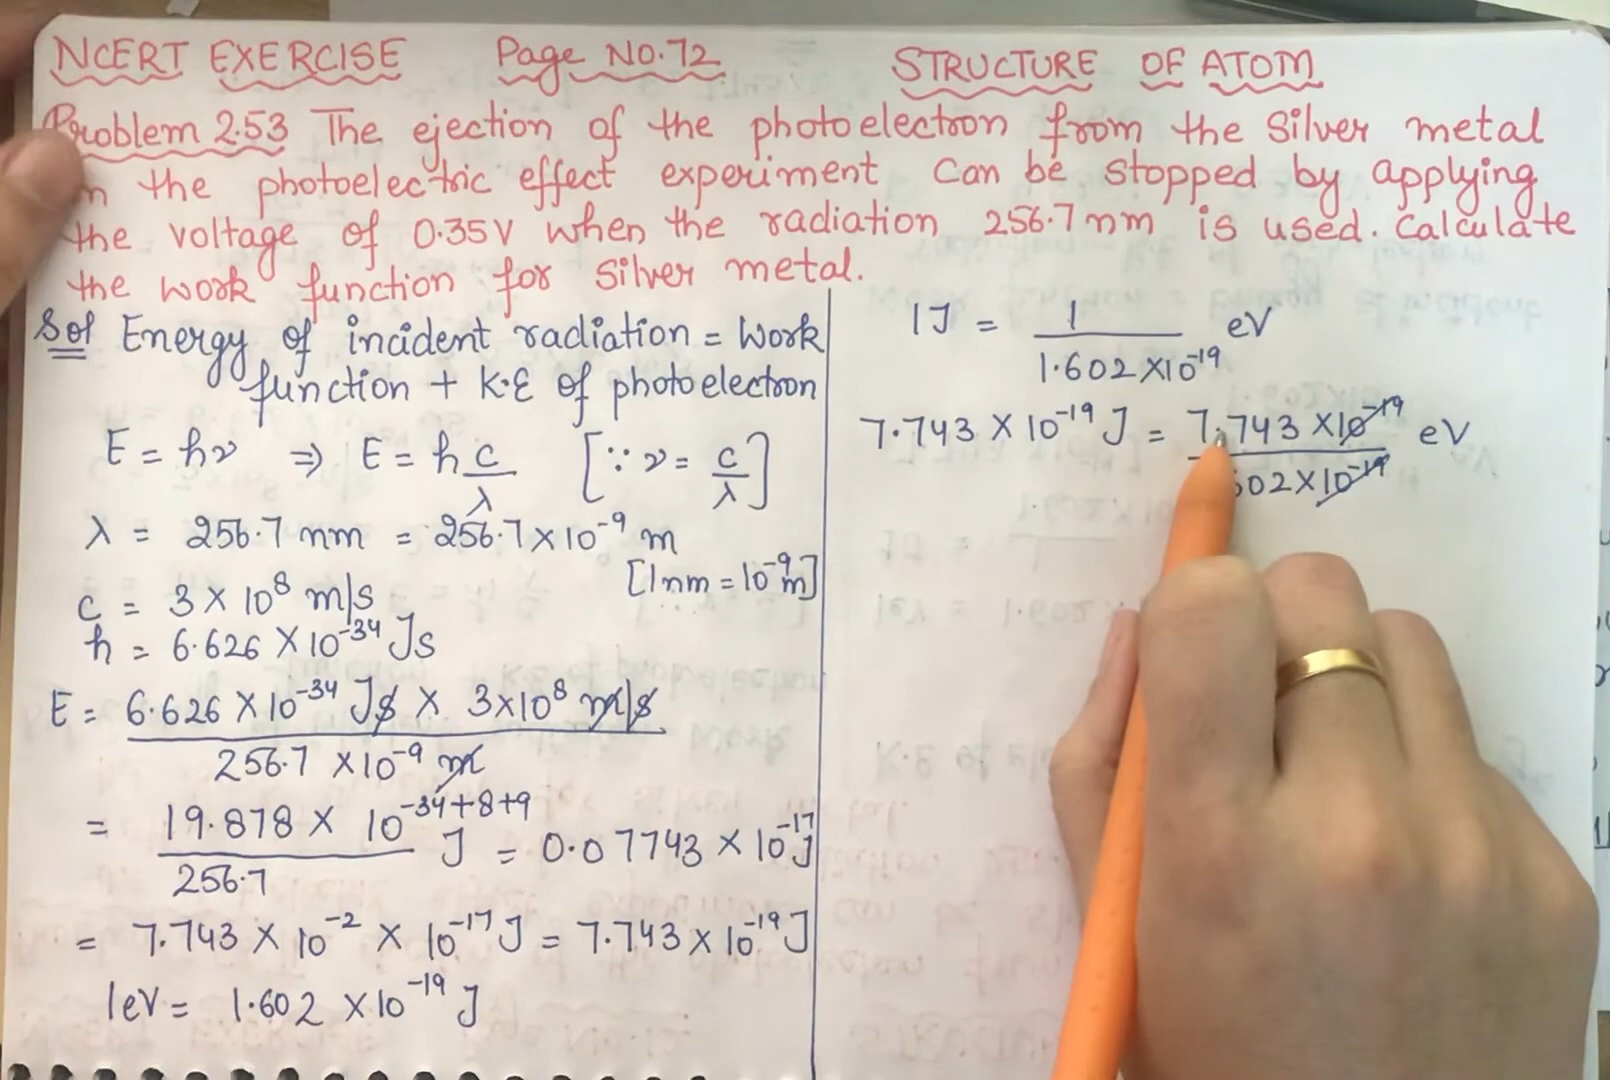 NCERT EXERCISE Page No.72 STRUCTURE OF ATOM
Problem 2.53 The ejection of the photoelectron from the Silver metal
the photoelectric effect experiment Can be stopped by applying
the voltage of 0.35V when the radiation 256.7 nm is used. Calculate
the work function for Silver metal.
Sol Energy of incident radiation = Work
function + K.E of photoelectron
E = hν ⇒ E = h c/λ [∵ ν = c/λ]
λ = 256.7 nm = 256.7 × 10⁻⁹ m
[1nm = 10⁻⁹ m]
C = 3 × 10⁸ m/s
h = 6.626 × 10⁻³⁴ Js
E = 6.626 × 10⁻³⁴ Js × 3×10⁸ m/s
256.7 × 10⁻⁹ m
= 19.878 × 10⁻³⁴⁺⁸⁺⁹ J = 0.07743 × 10⁻¹⁷ J
256.7
= 7.743 × 10⁻² × 10⁻¹⁷ J = 7.743 × 10⁻¹⁹ J
1eV = 1.602 × 10⁻¹⁹ J
1J = 1 eV
1.602 × 10⁻¹⁹
7.743 × 10⁻¹⁹ J = 7.743 × 10⁻¹⁹ eV
02 × 10⁻¹⁹